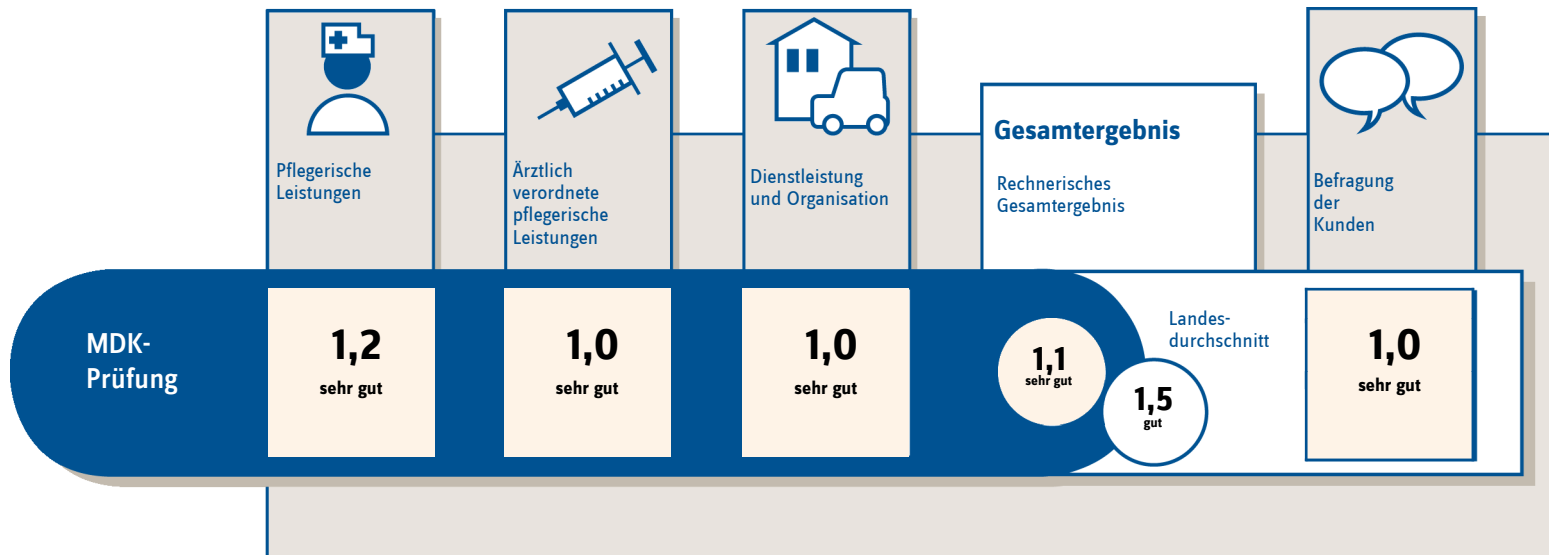 Pflegerische
Leistungen
Ärztlich
verordnete
pflegerische
Leistungen
Dienstleistung
und Organisation
Gesamtergebnis
Rechnerisches
Gesamtergebnis
Befragung
der
Kunden
MDK-
Prüfung
1,2
sehr gut
1,0
sehr gut
1,0
sehr gut
1,1
sehr gut
Landes-
durchschnitt
1,5
gut
1,0
sehr gut